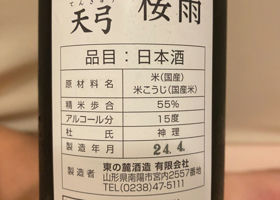 てんきゅう
天弓 桜雨
品目：日本酒
原材料名 米(国産)
米こうじ(国産米)
精米歩合 55%
アルコール分 15度
杜氏 神理
製造年月 24.4.
製造者 東の麓酒造 有限会社
山形県南陽市宮内2557番地
TEL(0238)47-5111